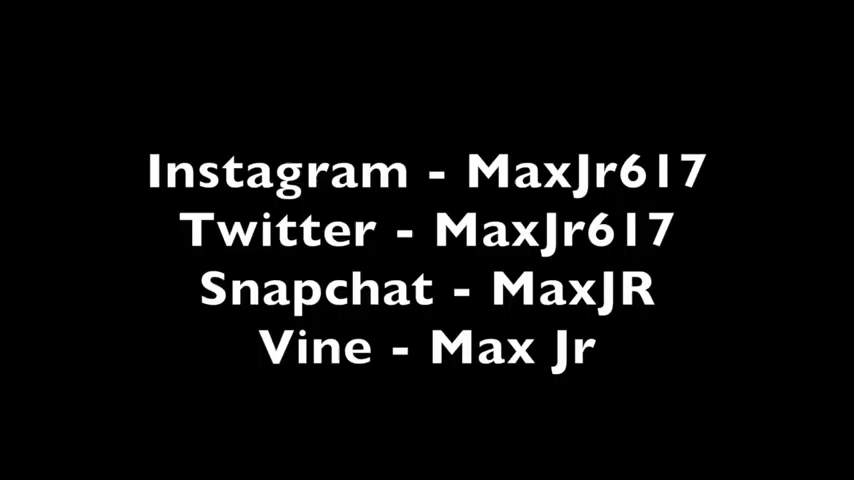 Instagram - MaxJr617
Twitter - MaxJr617
Snapchat - MaxJR
Vine - Max Jr